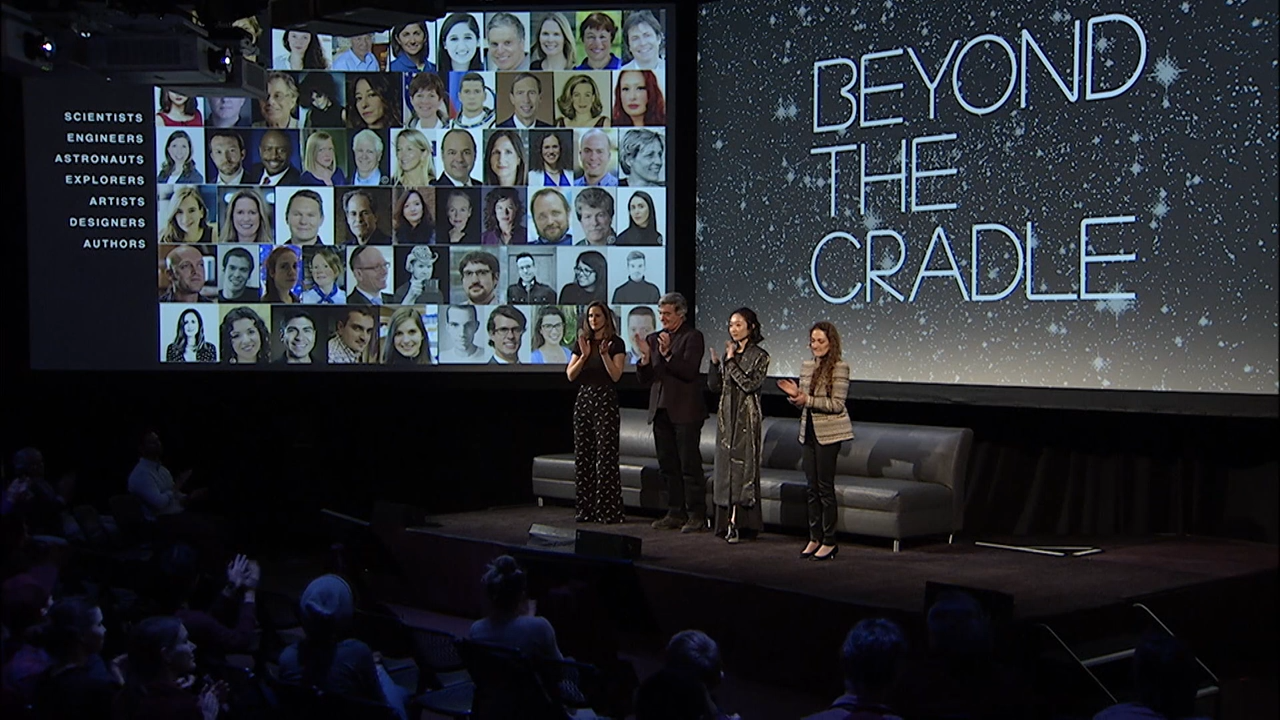 SCIENTISTS
ENGINEERS
ASTRONAUTS
EXPLORERS
ARTISTS
DESIGNERS
AUTHORS
BEYOND
THE
CRADLE